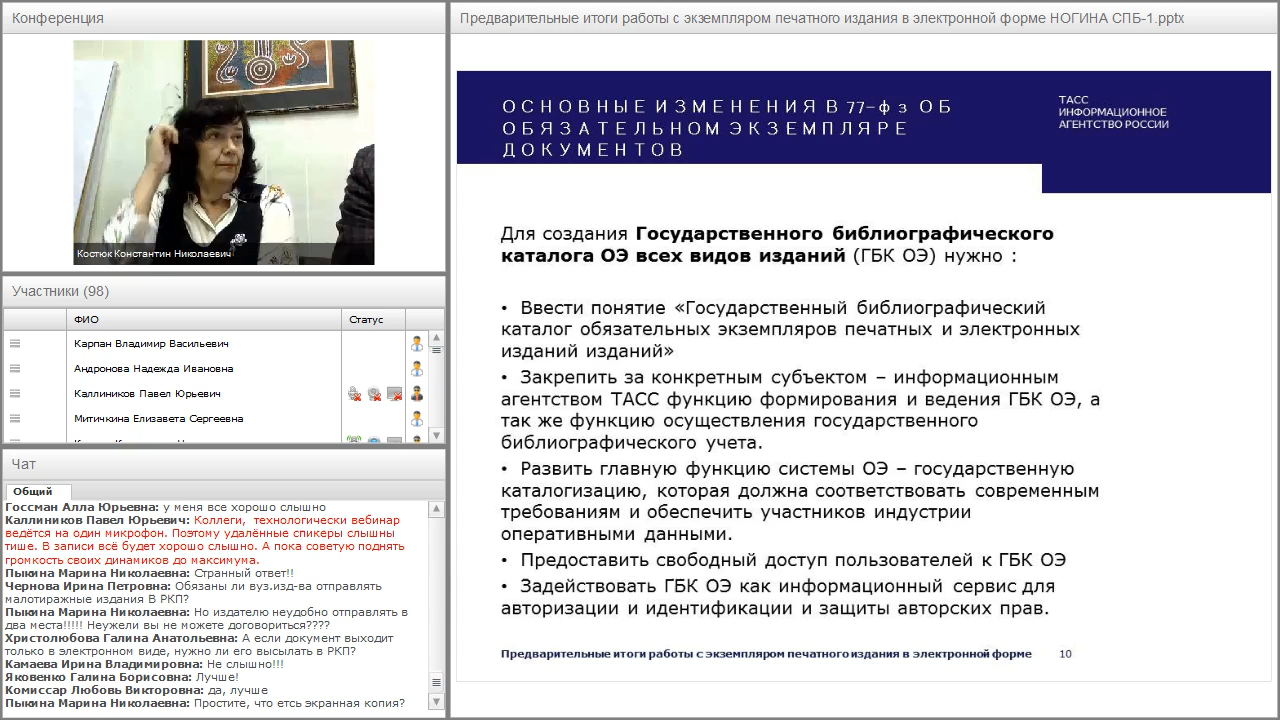 Конференция
Костюк Константин Николаевич
Участники (98)
ФИО
Статус
Карпан Владимир Васильевич
Андронова Надежда Ивановна
Каллиников Павел Юрьевич
Митичкина Елизавета Сергеевна
Чат
Общий
Госсман Алла Юрьевна: у меня все хорошо слышно
Каллиников Павел Юрьевич: Коллеги, технологически вебинар
ведётся на один микрофон. Поэтому удалённые спикеры слышны
тише. В записи всё будет хорошо слышно. А пока советую поднять
громкость своих динамиков до максимума.
Пыкина Марина Николаевна: Странный ответ!!
Чернова Ирина Петровна: Обязаны ли вуз.изд-ва отправлять
малотиражные издания В РКП?
Пыкина Марина Николаевна: Но издателю неудобно отправлять в
два места!!!!! Неужели вы не можете договориться????
Христолюбова Галина Анатольевна: А если документ выходит
только в электронном виде, нужно ли его высылать в РКП?
Камаева Ирина Владимировна: Не слышно!!!
Яковенко Галина Борисовна: Лучше!
Комиссар Любовь Викторовна: да, лучше
Пыкина Марина Николаевна: Простите, что етсь экранная копия?
Предварительные итоги работы с экземпляром печатного издания в электронной форме НОГИНА СПБ-1.pptx
ОСНОВНЫЕ ИЗМЕНЕНИЯ В 77-фз ОБ
ОБЯЗАТЕЛЬНОМ ЭКЗЕМПЛЯРЕ
ДОКУМЕНТОВ
ТАСС
ИНФОРМАЦИОННОЕ
АГЕНТСТВО РОССИИ
Для создания Государственного библиографического
каталога ОЭ всех видов изданий (ГБК ОЭ) нужно :
• Ввести понятие «Государственный библиографический
каталог обязательных экземпляров печатных и электронных
изданий изданий»
• Закрепить за конкретным субъектом – информационным
агентством ТАСС функцию формирования и ведения ГБК ОЭ, а
так же функцию осуществления государственного
библиографического учета.
• Развить главную функцию системы ОЭ – государственную
каталогизацию, которая должна соответствовать современным
требованиям и обеспечить участников индустрии
оперативными данными.
• Предоставить свободный доступ пользователей к ГБК ОЭ
• Задействовать ГБК ОЭ как информационный сервис для
авторизации и идентификации и защиты авторских прав.
Предварительные итоги работы с экземпляром печатного издания в электронной форме 10